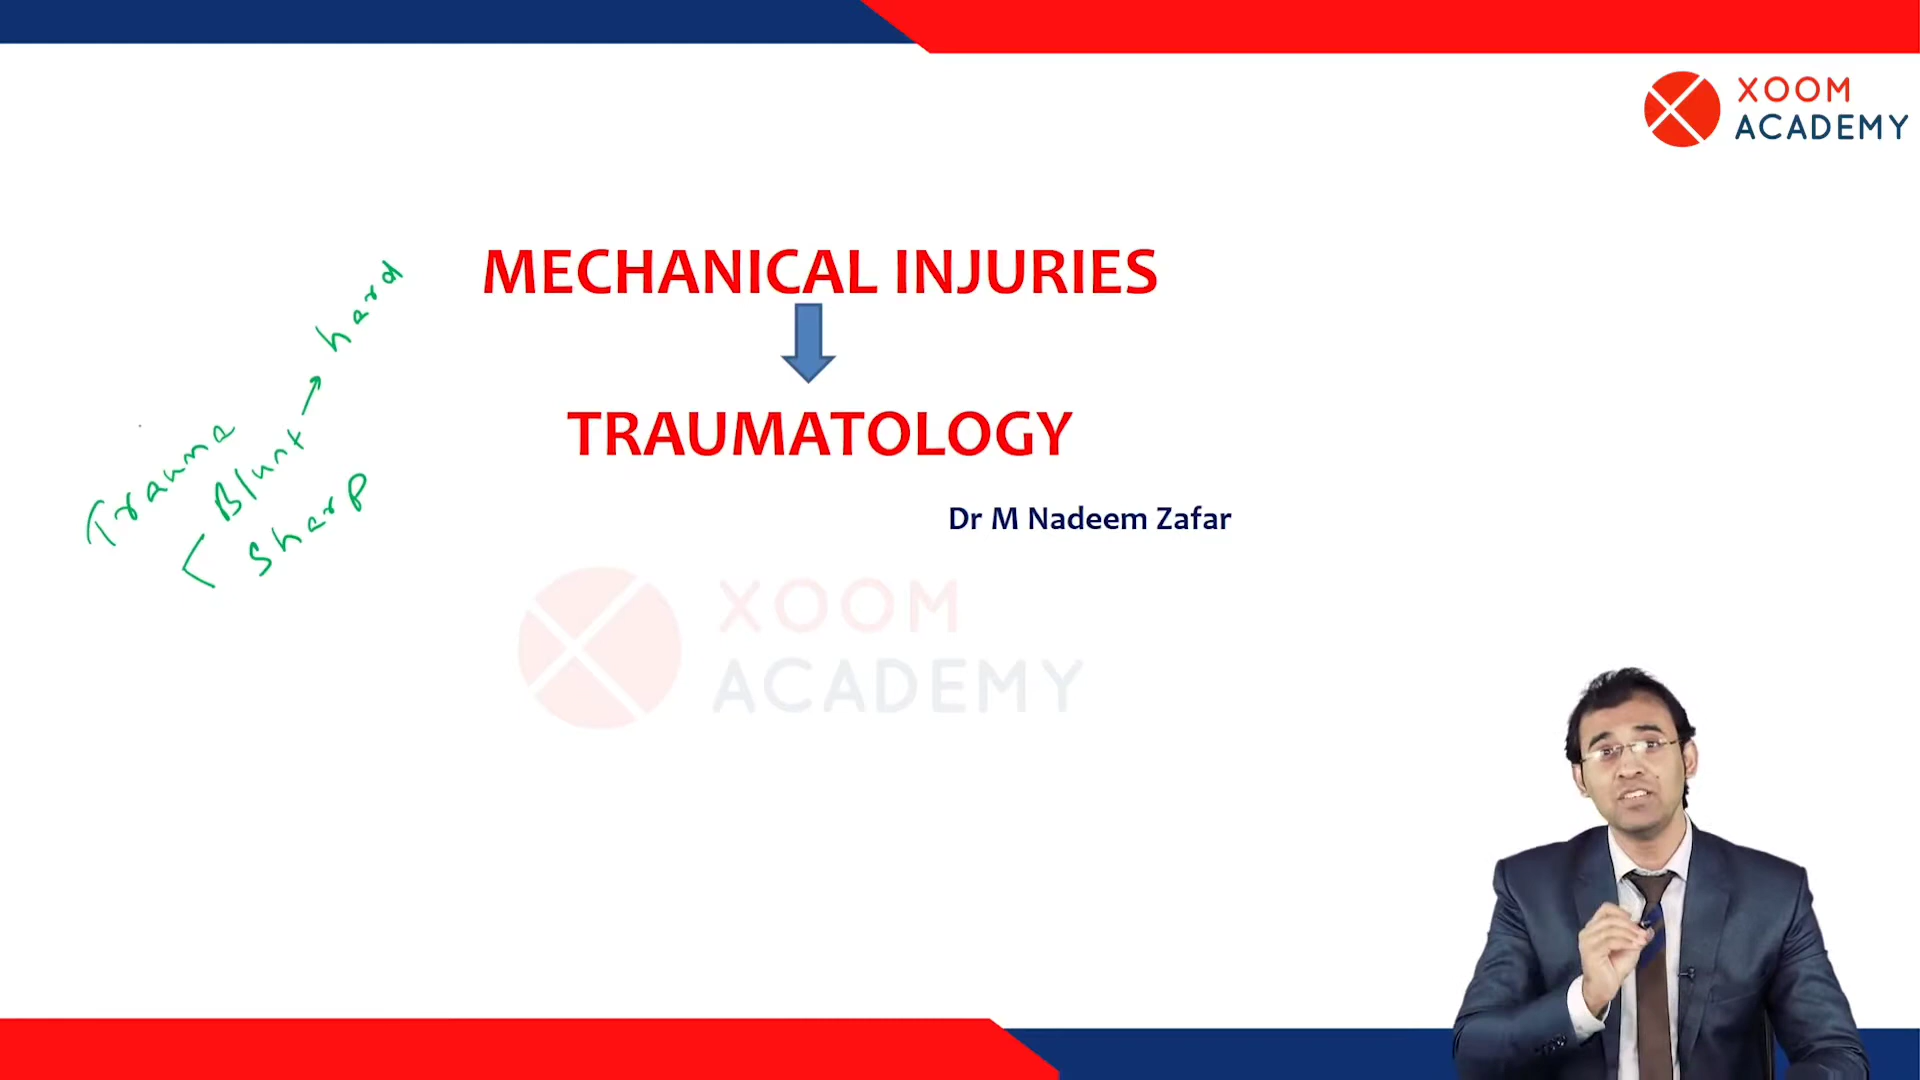 XOOM
ACADEMY
MECHANICAL INJURIES
TRAUMATOLOGY
Dr M Nadeem Zafar
Trauma
Blunt → hard
Sharp
XOOM
ACADEMY